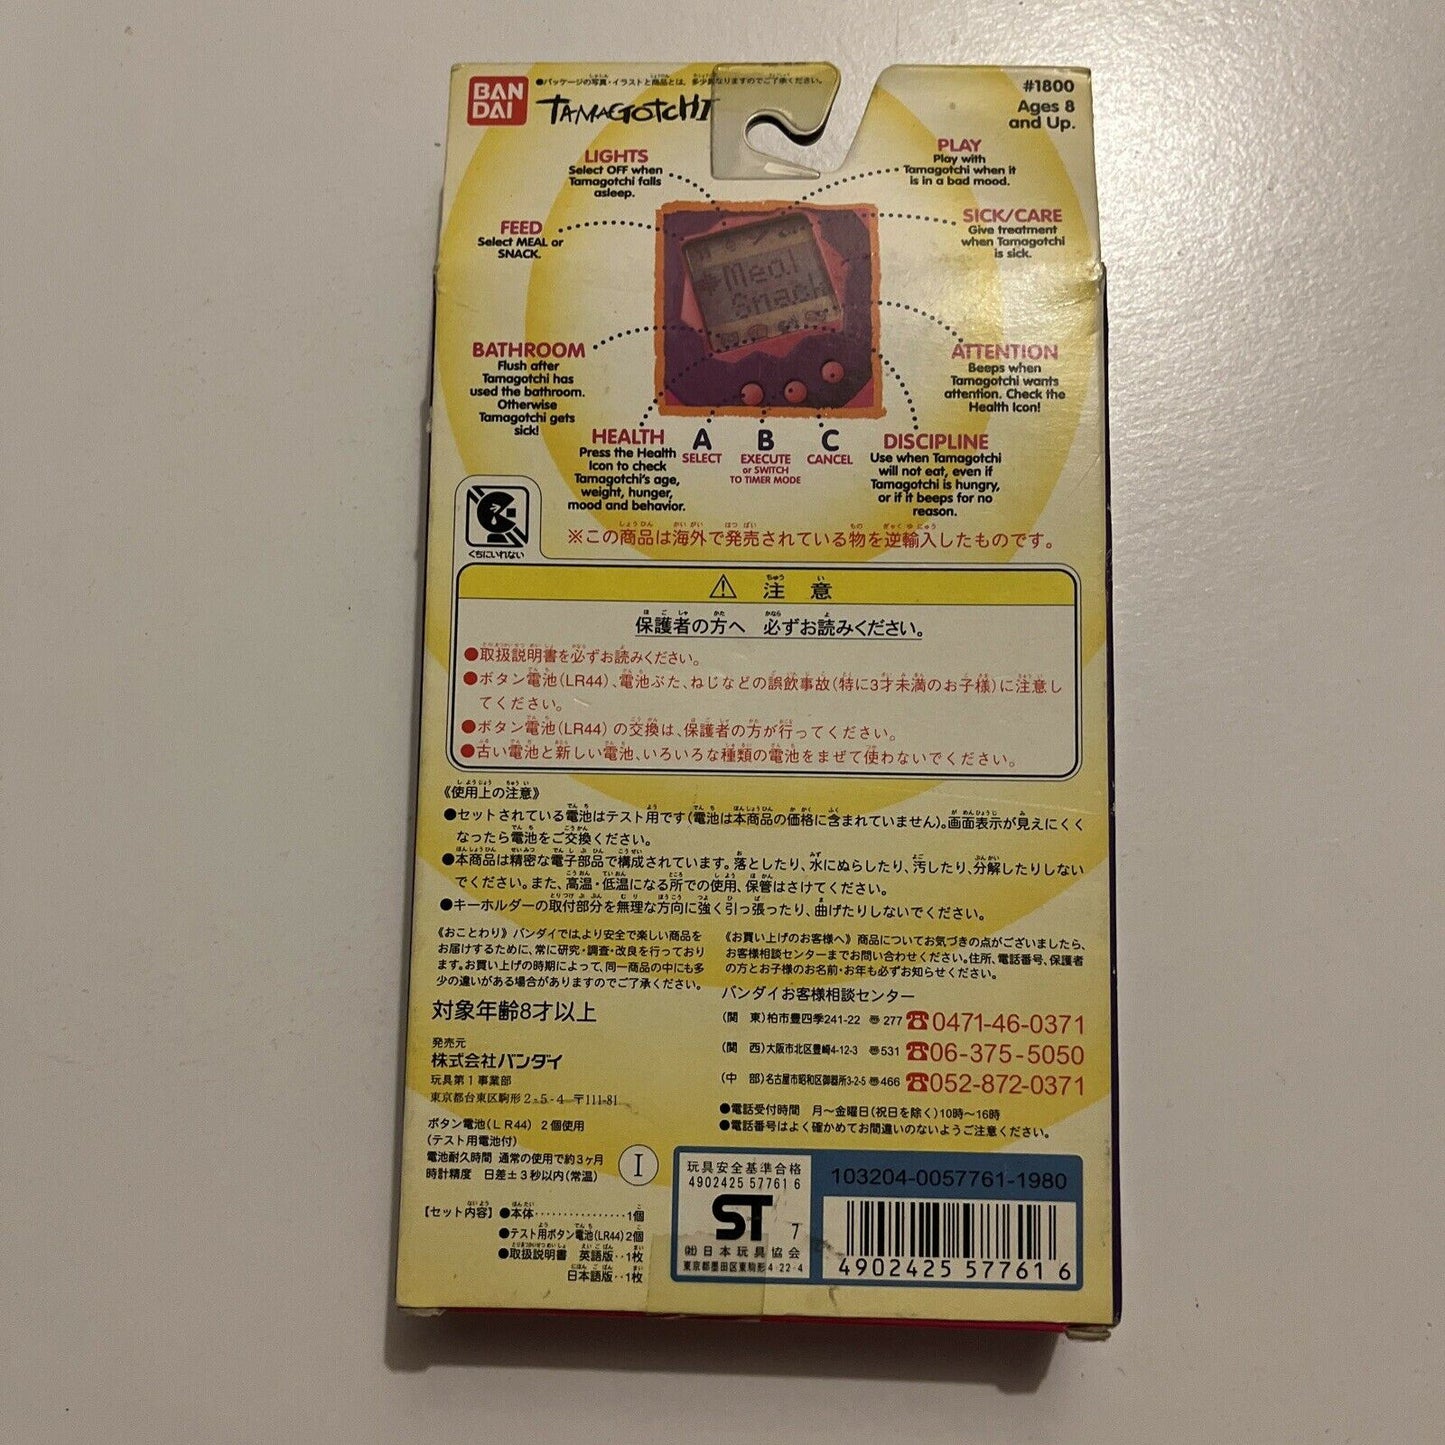 BAN
DAI
●パッケージの写真・イラストと商品とは、多少異なりますのでご了承ください。
TAMAGOTCHI
#1800
Ages 8
and Up.
LIGHTS
Select OFF when
Tamagotchi falls
asleep.
PLAY
Play with
Tamagotchi when it
is in a bad mood.
FEED
Select MEAL or
SNACK.
SICK/CARE
Give treatment
when Tamagotchi
is sick.
Meal
Snack
BATHROOM
Flush after
Tamagotchi has
used the bathroom.
Otherwise
Tamagotchi gets
sick!
ATTENTION
Beeps when
Tamagotchi wants
attention. Check the
Health Icon!
HEALTH
Press the Health
Icon to check
Tamagotchi's age,
weight, hunger,
mood and behavior.
A
SELECT
B
EXECUTE
or SWITCH
TO TIMER MODE
C
CANCEL
DISCIPLINE
Use when Tamagotchi
will not eat, even if
Tamagotchi is hungry,
or if it beeps for no
reason.
くちにいれない
※この商品は海外で発売されている物を逆輸入したものです。
注意
保護者の方へ 必ずお読みください。
●取扱説明書を必ずお読みください。
●ボタン電池(LR44)、電池ぶた、ねじなどの誤飲事故(特に3才未満のお子様)に注意し
てください。
●ボタン電池(LR44)の交換は、保護者の方が行ってください。
●古い電池と新しい電池、いろいろな種類の電池をまぜて使わないでください。
《使用上の注意》
●セットされている電池はテスト用です(電池は本商品の価格に含まれていません)。画面表示が見えにくく
なったら電池をご交換ください。
●本商品は精密な電子部品で構成されています。落としたり、水にぬらしたり、汚したり、分解したりしない
でください。また、高温・低温になる所での使用、保管はさけてください。
●キーホルダーの取付部分を無理な方向に強く引っ張ったり、曲げたりしないでください。
《おことわり》バンダイでは、より安全で楽しい商品を
お届けするために、常に研究・調査・改良を行っており
ます。お買い上げの時期によって、同一商品の中にも多
少の違いがある場合がありますのでご了承ください。
《お買い上げのお客様へ》商品についてお気づきの点がございましたら、
お客様相談センターまでお問い合わせください。住所、電話番号、保護者
の方とお子様のお名前・お年も必ずお知らせください。
対象年齢8才以上
発売元
株式会社バンダイ
玩具第1事業部
東京都台東区駒形2-5-4 〒111-81
バンダイお客様相談センター
(関 東)柏市豊四季241-22 〒277 ☎0471-46-0371
(関 西)大阪市北区豊崎4-12-3 〒531 ☎06-375-5050
(中 部)名古屋市昭和区御器所3-2-5 〒466 ☎052-872-0371
●電話受付時間 月〜金曜日(祝日を除く)10時〜16時
●電話番号はよく確かめてお間違いのないようご注意ください。
ボタン電池(LR44) 2個使用
(テスト用電池付)
電池耐久時間 通常の使用で約3ヶ月
時計精度 日差±3秒以内(常温)
I
【セット内容】●本体················1個
●テスト用ボタン電池(LR44)2個
●取扱説明書 英語版··1枚
日本語版··1枚
玩具安全基準合格
4902425 57761 6
ST 7
㈳日本玩具協会
東京都墨田区東駒形4-22-4
103204-0057761-1980
4902425 577616